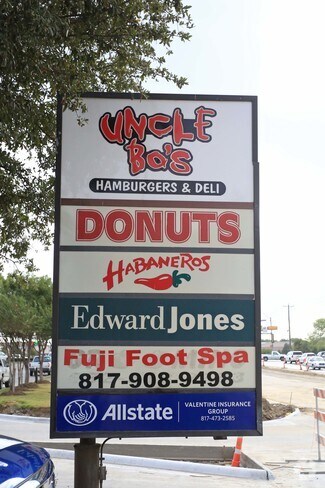 UNCLE
Bo's
HAMBURGERS & DELI
DONUTS
HABANEROS
Edward Jones
Fuji Foot Spa
817-908-9498
Allstate
VALENTINE INSURANCE
GROUP
817-473-2585